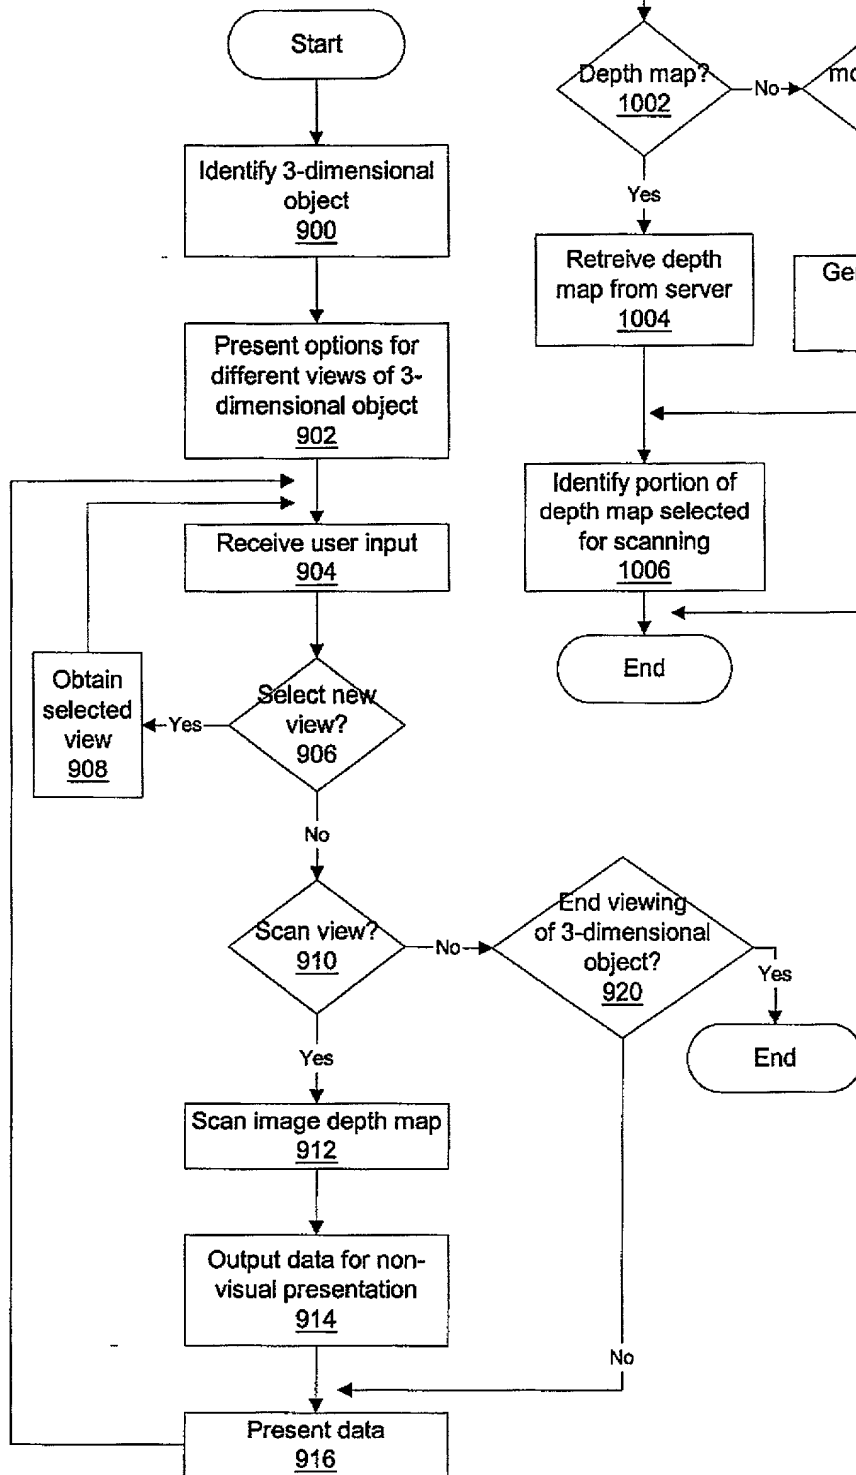 Start
Identify 3-dimensional
object
900
Present options for
different views of 3-
dimensional object
902
Receive user input
904
Select new
view?
906
Yes
Obtain
selected
view
908
No
Scan view?
910
No
End viewing
of 3-dimensional
object?
920
Yes
End
Yes
Scan image depth map
912
Output data for non-
visual presentation
914
No
Present data
916
Depth map?
1002
No
Yes
Retreive depth
map from server
1004
Identify portion of
depth map selected
for scanning
1006
End